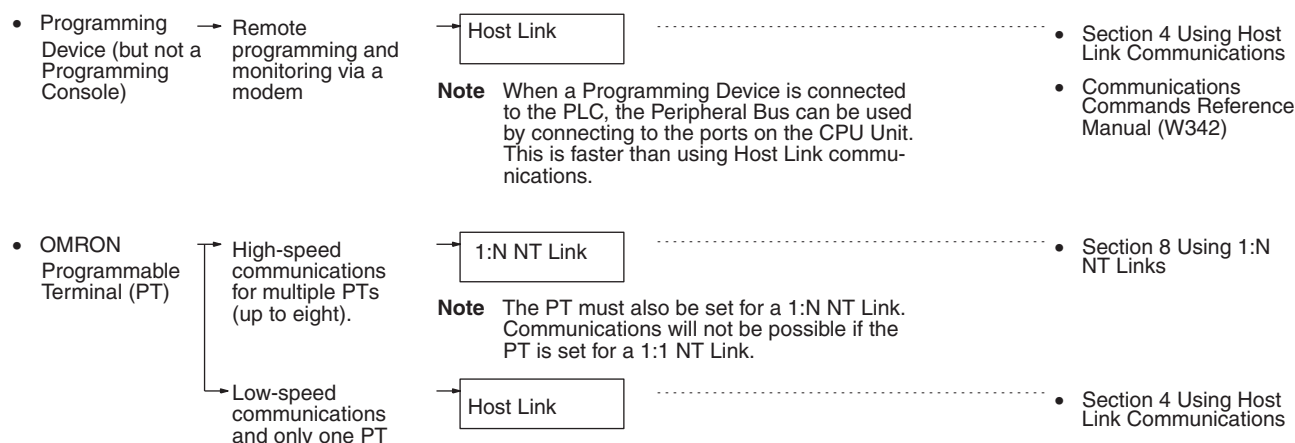 • Programming
Device (but not a
Programming
Console)
Remote
programming and
monitoring via a
modem
Host Link
Note When a Programming Device is connected
to the PLC, the Peripheral Bus can be used
by connecting to the ports on the CPU Unit.
This is faster than using Host Link commu-
nications.
• Section 4 Using Host
Link Communications
• Communications
Commands Reference
Manual (W342)
• OMRON
Programmable
Terminal (PT)
High-speed
communications
for multiple PTs
(up to eight).
1:N NT Link
Note The PT must also be set for a 1:N NT Link.
Communications will not be possible if the
PT is set for a 1:1 NT Link.
• Section 8 Using 1:N
NT Links
Low-speed
communications
and only one PT
Host Link
• Section 4 Using Host
Link Communications